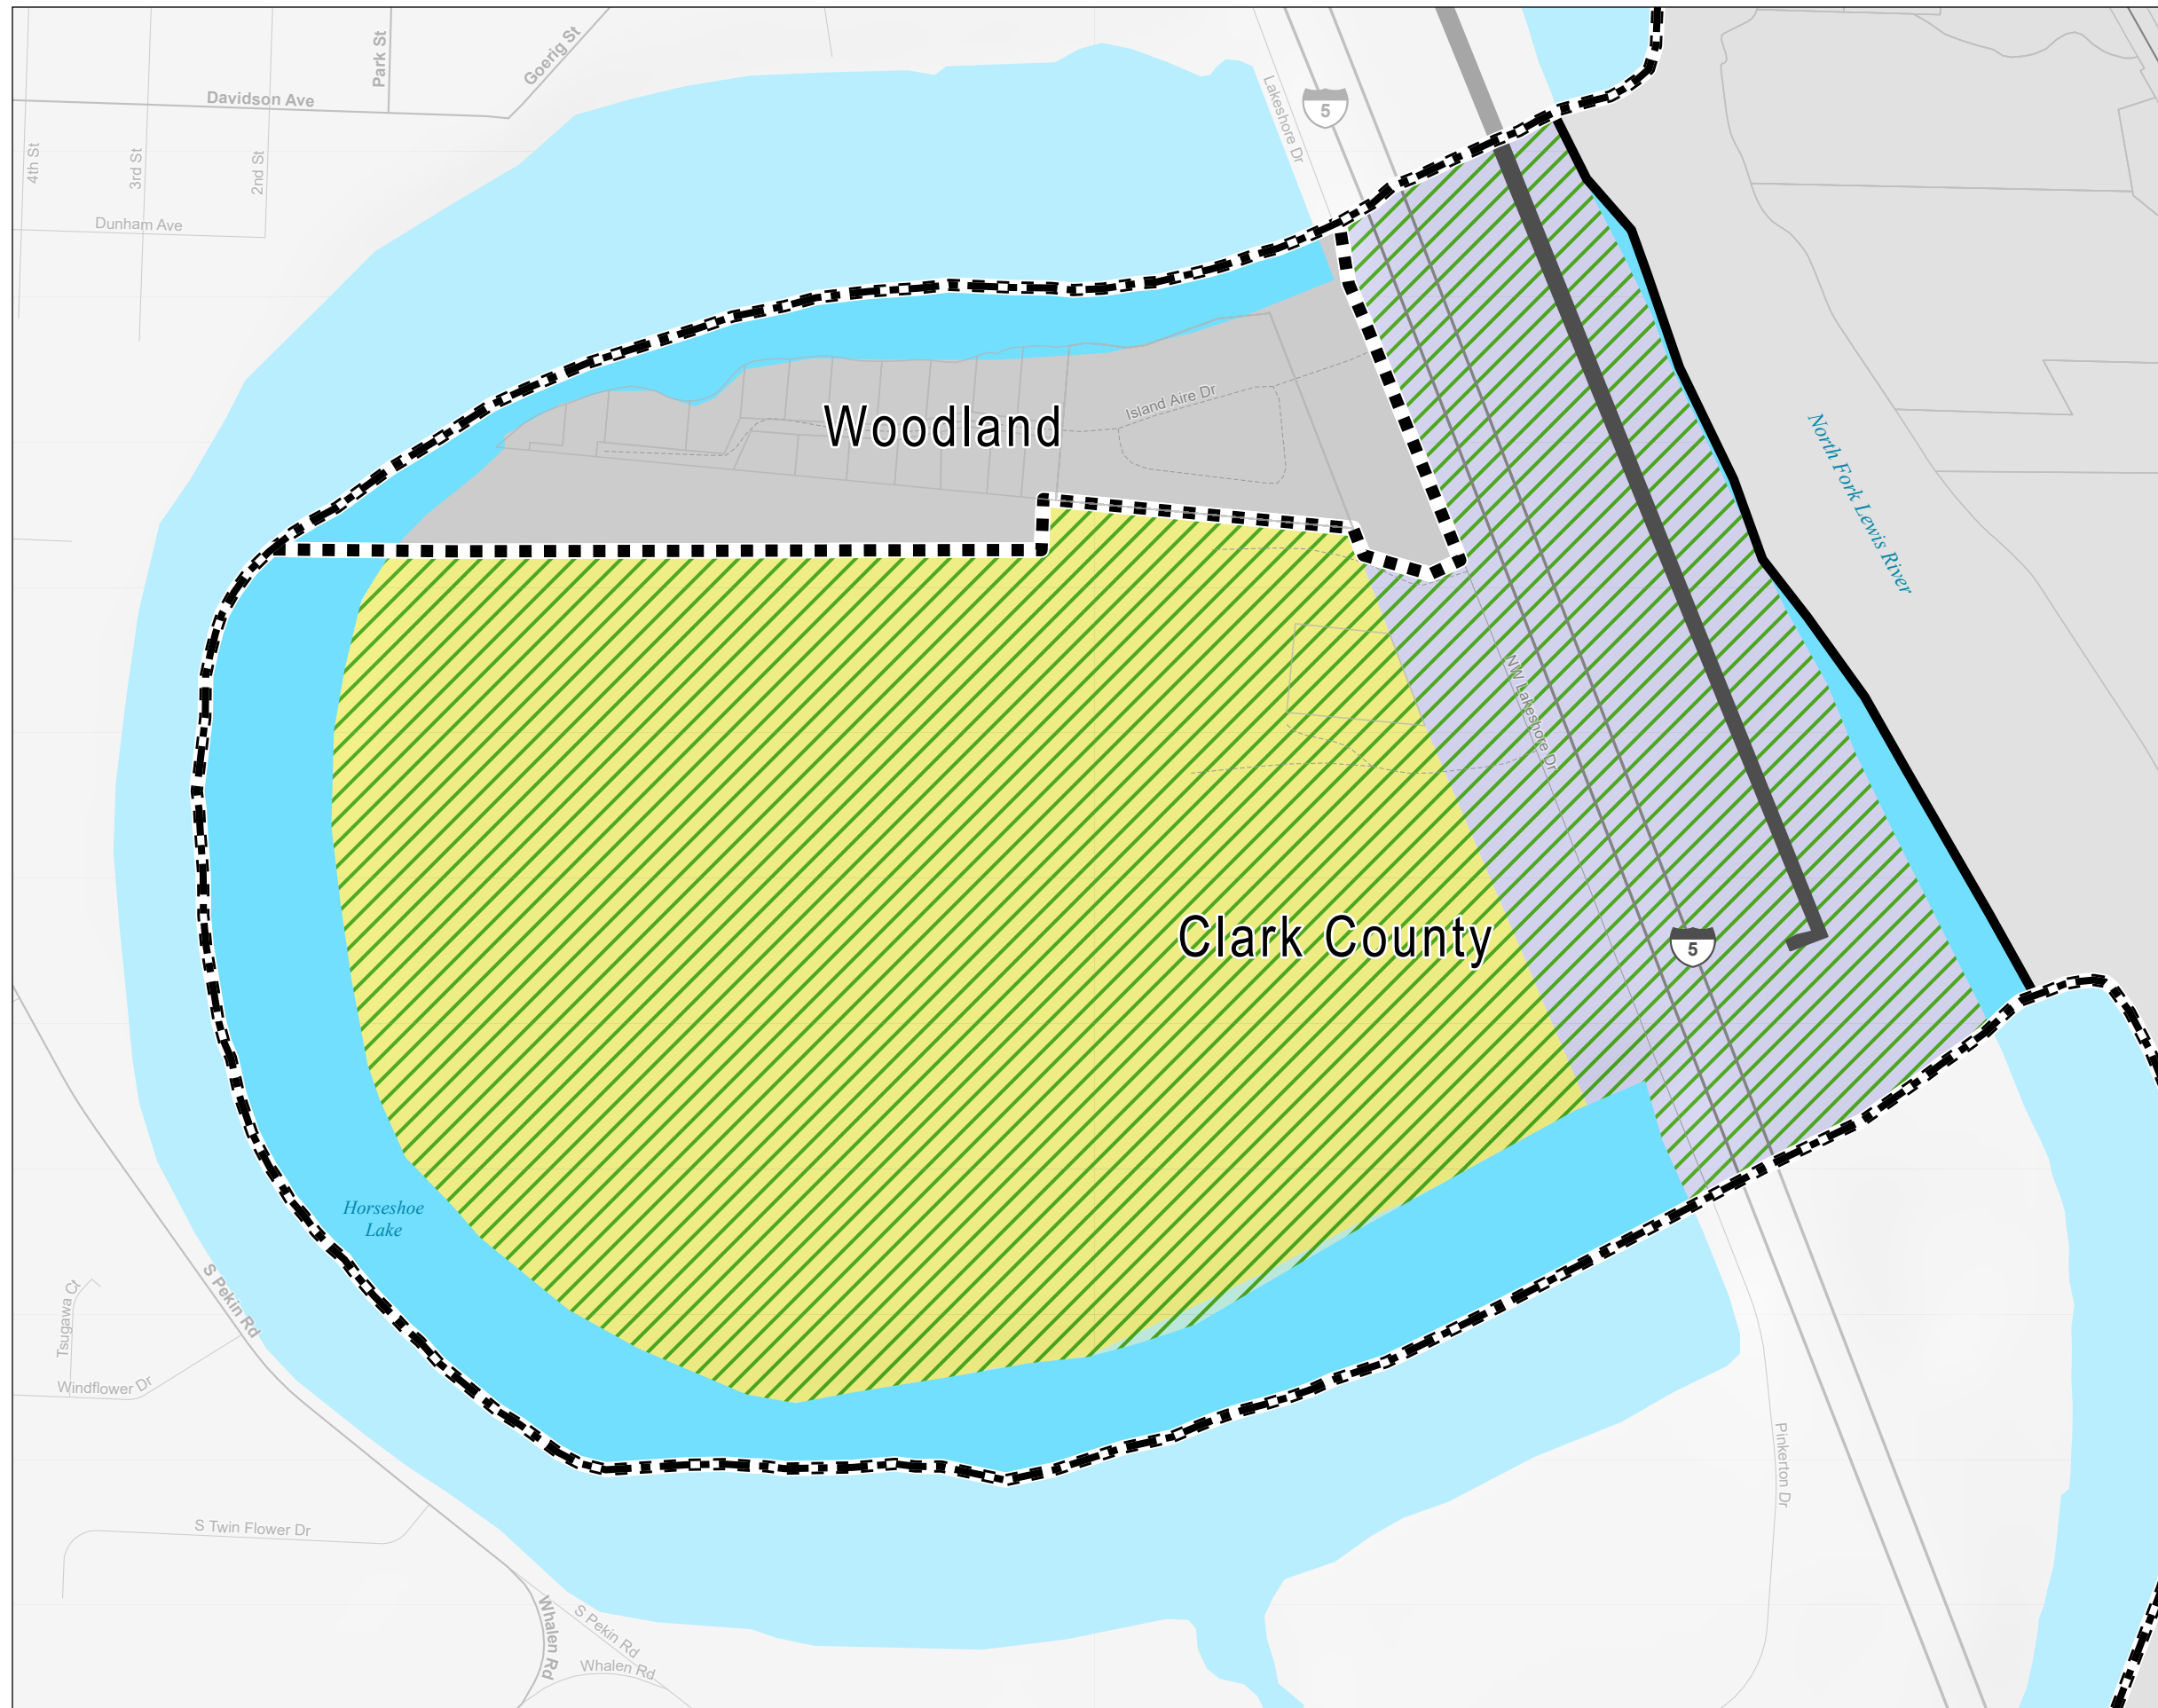 Park St
Goerig St
Davidson Ave
Lakeshore Dr
5
4th St
3rd St
2nd St
Dunham Ave
Island Aire Dr
Woodland
North Fork Lewis River
NW Lakeshore Dr
Clark County
5
Horseshoe
Lake
S Pekin Rd
Tsugawa Ct
Windflower Dr
Pinkerton Dr
S Twin Flower Dr
Whalen Rd
S Pekin Rd
Whalen Rd